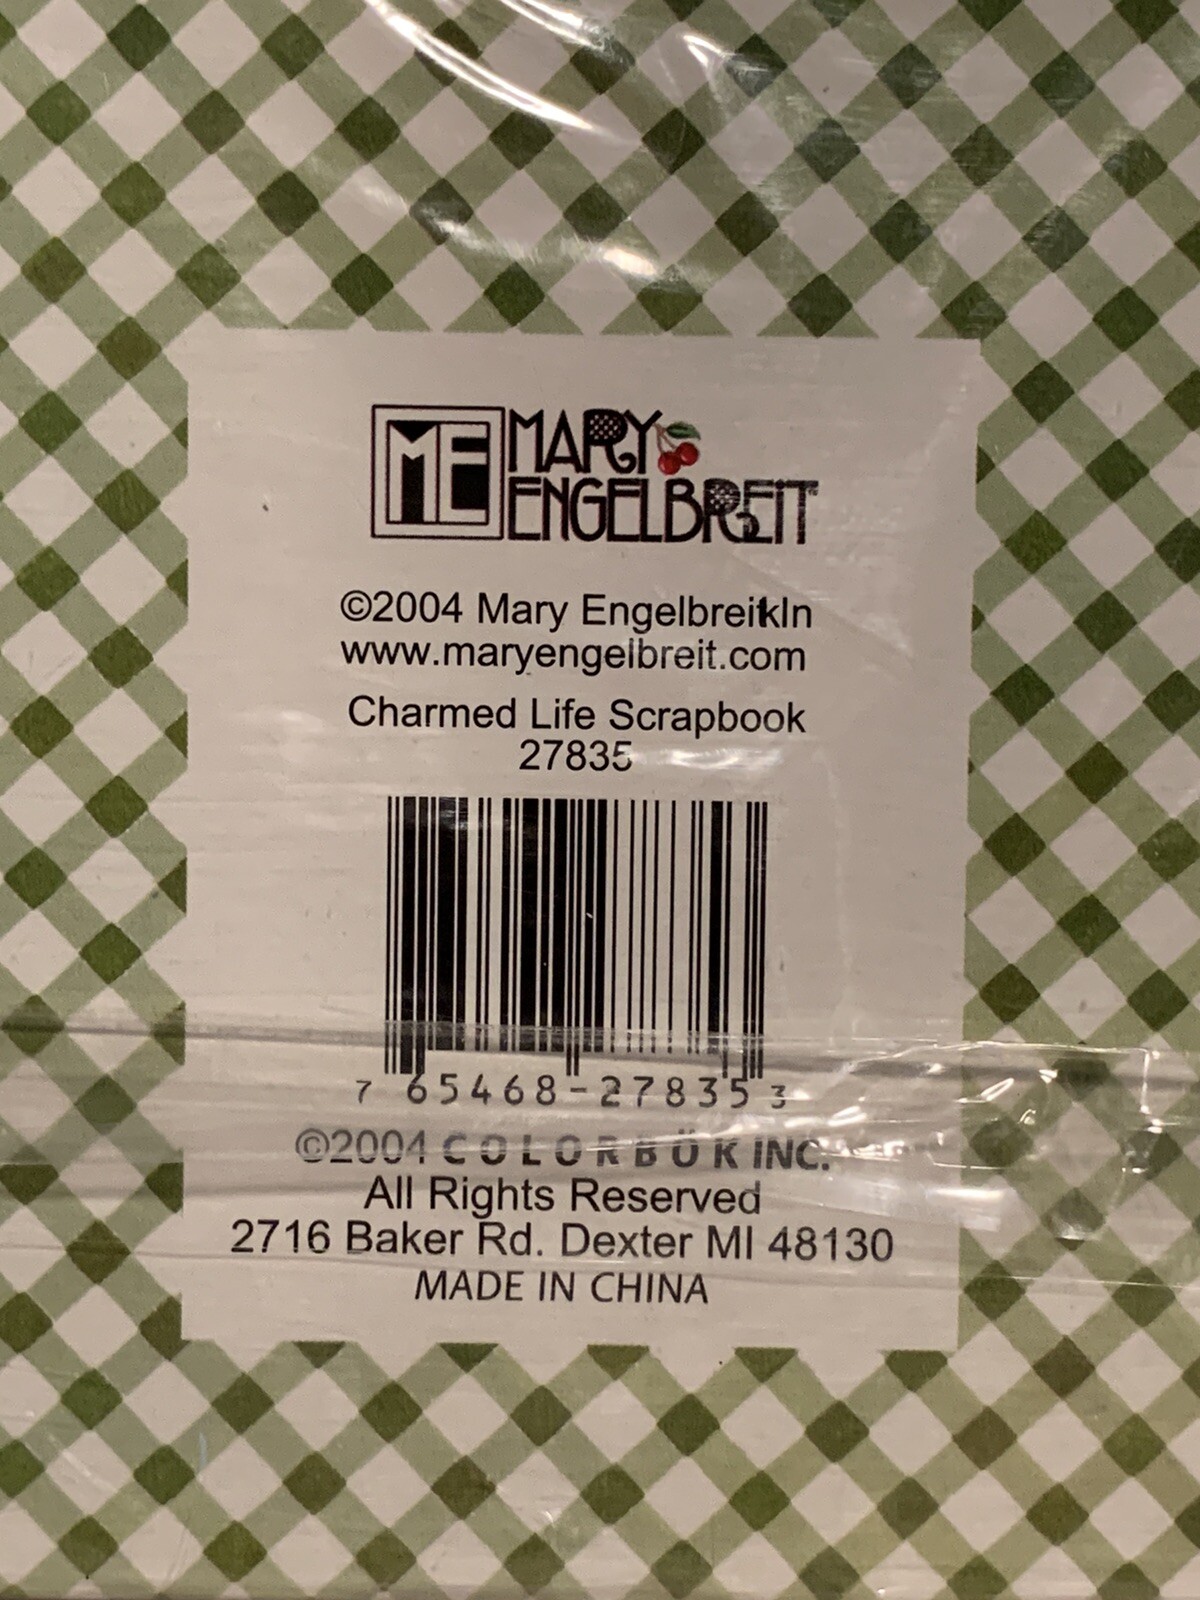 ME MARY
ENGELBREIT
©2004 Mary Engelbreit Ink
www.maryengelbreit.com
Charmed Life Scrapbook
27835
7 65468-27835 3
©2004 COLORBÖK INC.
All Rights Reserved
2716 Baker Rd. Dexter MI 48130
MADE IN CHINA